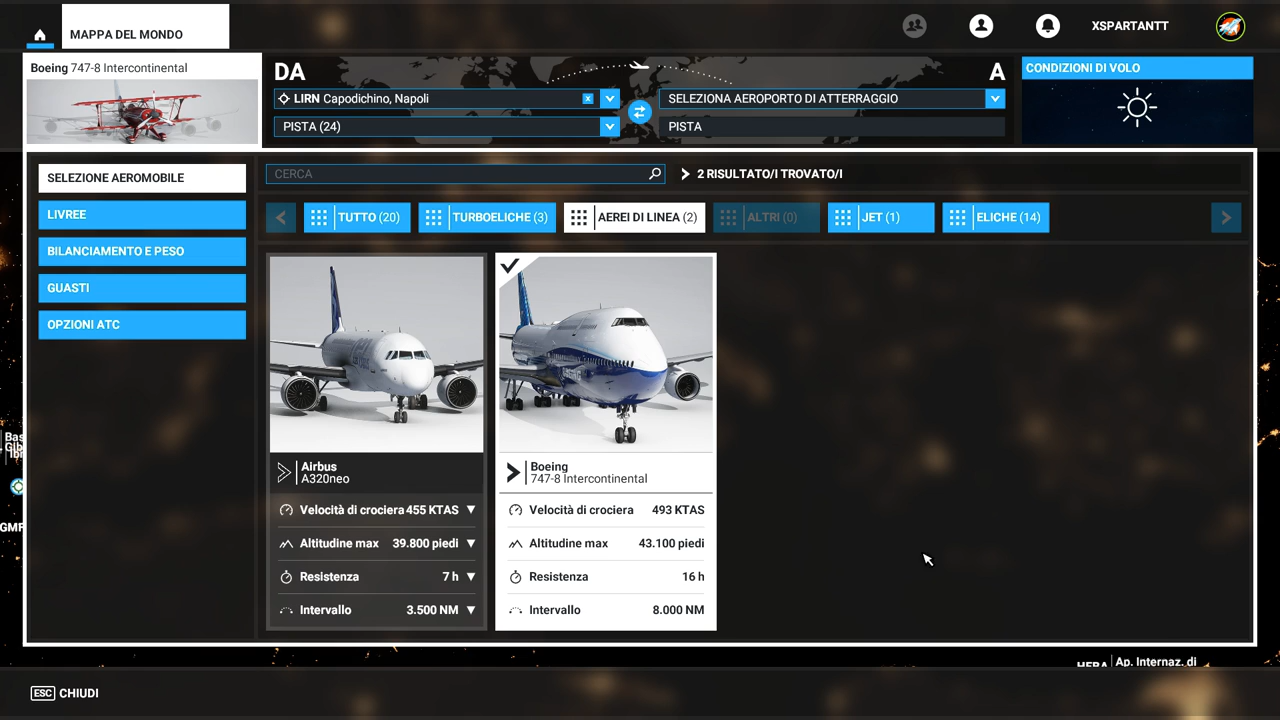 MAPPA DEL MONDO
XSPARTANTT
Boeing 747-8 Intercontinental
DA
LIRN Capodichino, Napoli
x
PISTA (24)
A
SELEZIONA AEROPORTO DI ATTERRAGGIO
PISTA
CONDIZIONI DI VOLO
SELEZIONE AEROMOBILE
LIVREE
BILANCIAMENTO E PESO
GUASTI
OPZIONI ATC
CERCA
2 RISULTATO/I TROVATO/I
TUTTO (20)
TURBOELICHE (3)
AEREI DI LINEA (2)
ALTRI (0)
JET (1)
ELICHE (14)
Airbus
A320neo
Velocità di crociera 455 KTAS
Altitudine max 39.800 piedi
Resistenza 7 h
Intervallo 3.500 NM
Boeing
747-8 Intercontinental
Velocità di crociera 493 KTAS
Altitudine max 43.100 piedi
Resistenza 16 h
Intervallo 8.000 NM
Ap. Internaz. di
ESC CHIUDI